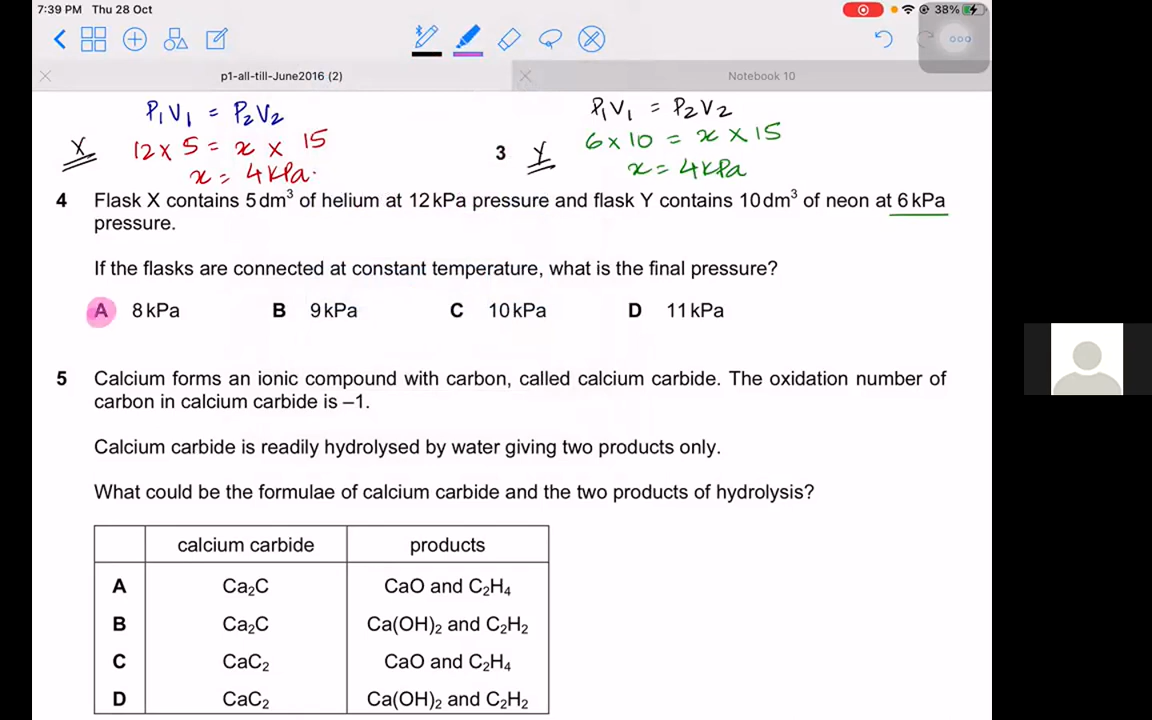 7:39 PM Thu 28 Oct
38%
p1-all-till-June2016 (2)
Notebook 10
P₁V₁ = P₂V₂
P₁V₁ = P₂V₂
X
12 x 5 = x x 15
x = 4 kPa.
3
Y
6 x 10 = x x 15
x = 4 kPa
4 Flask X contains 5 dm³ of helium at 12 kPa pressure and flask Y contains 10 dm³ of neon at 6 kPa
pressure.
If the flasks are connected at constant temperature, what is the final pressure?
A 8 kPa B 9 kPa C 10 kPa D 11 kPa
5 Calcium forms an ionic compound with carbon, called calcium carbide. The oxidation number of
carbon in calcium carbide is –1.
Calcium carbide is readily hydrolysed by water giving two products only.
What could be the formulae of calcium carbide and the two products of hydrolysis?
calcium carbide products
A Ca₂C CaO and C₂H₄
B Ca₂C Ca(OH)₂ and C₂H₂
C CaC₂ CaO and C₂H₄
D CaC₂ Ca(OH)₂ and C₂H₂